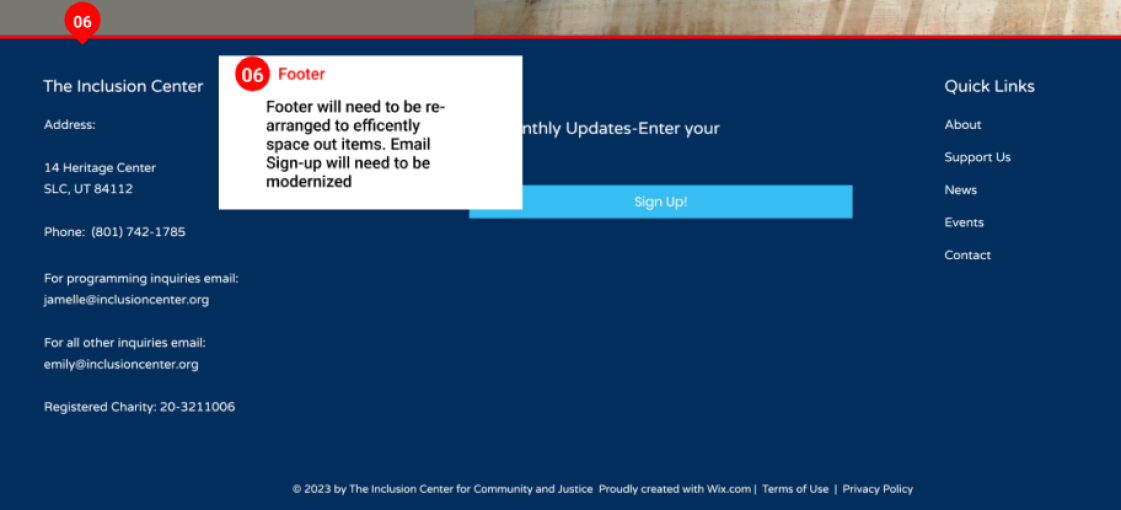 06
The Inclusion Center
Address:
14 Heritage Center
SLC, UT 84112
Phone: (801) 742-1785
For programming inquiries email:
jamelle@inclusioncenter.org
For all other inquiries email:
emily@inclusioncenter.org
Registered Charity: 20-3211006
06 Footer
Footer will need to be re-
arranged to efficently
space out items. Email
Sign-up will need to be
modernized
Updates-Enter your
Sign Up!
Quick Links
About
Support Us
News
Events
Contact
© 2023 by The Inclusion Center for Community and Justice Proudly created with Wix.com | Terms of Use | Privacy Policy